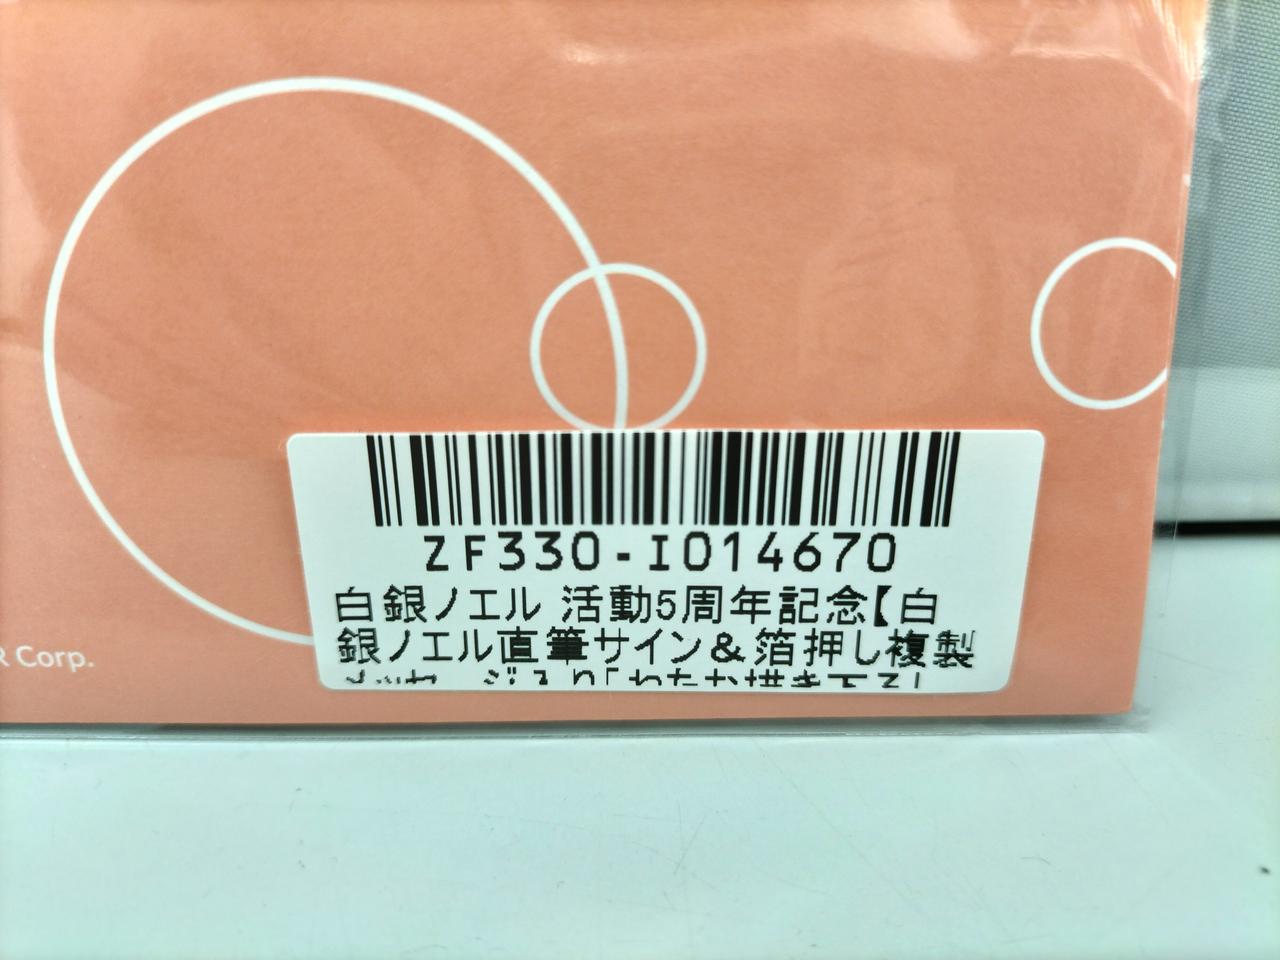 ZF330-I014670
白銀ノエル 活動5周年記念【白
銀ノエル直筆サイン&箔押し複製
R Corp.